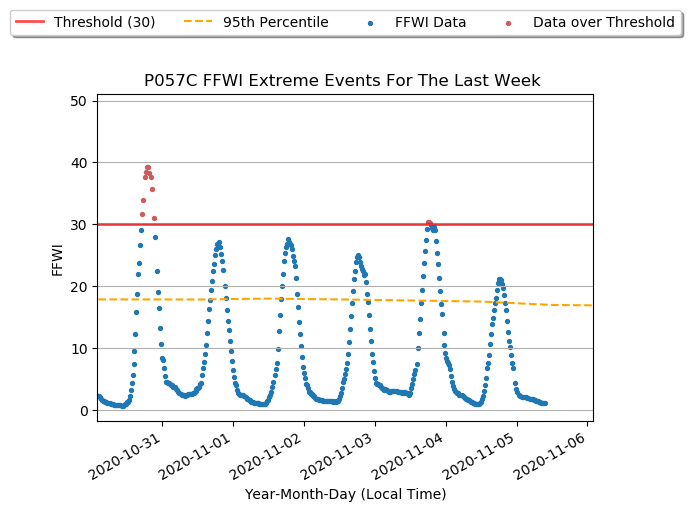 Threshold (30) 95th Percentile FFWI Data Data over Threshold
P057C FFWI Extreme Events For The Last Week
50
40
30
20
10
0
FFWI
2020-10-31 2020-11-01 2020-11-02 2020-11-03 2020-11-04 2020-11-05 2020-11-06
Year-Month-Day (Local Time)